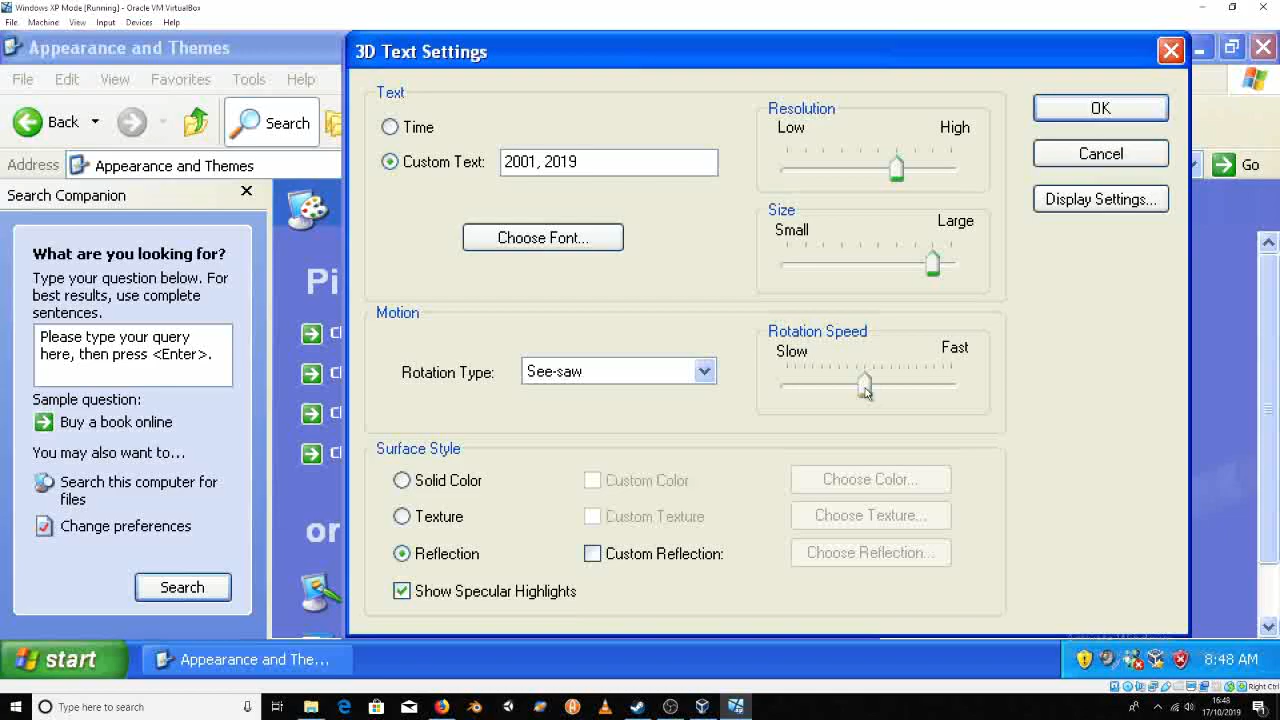 Windows XP Mode [Running] - Oracle VM VirtualBox
File Machine View Input Devices Help
Appearance and Themes
File Edit View Favorites Tools Help
Back
Search
Address Appearance and Themes
Go
Search Companion
What are you looking for?
Type your question below. For
best results, use complete
sentences.
Please type your query
here, then press <Enter>.
Sample question:
Buy a book online
You may also want to...
Search this computer for
files
Change preferences
Search
Pi
or
3D Text Settings
Text
Time
Custom Text: 2001, 2019
Choose Font...
Resolution
Low High
Size
Small Large
OK
Cancel
Display Settings...
Motion
Rotation Type: See-saw
Rotation Speed
Slow Fast
Surface Style
Solid Color Custom Color Choose Color...
Texture Custom Texture Choose Texture...
Reflection Custom Reflection: Choose Reflection...
Show Specular Highlights
start Appearance and The... 8:48 AM
Right Ctrl
Type here to search
16:48
17/10/2019